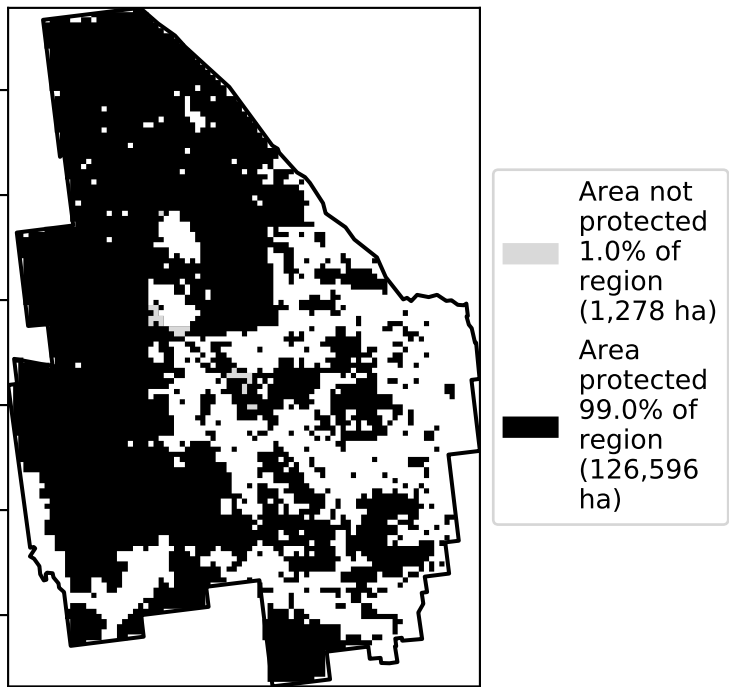 Area not
protected
1.0% of
region
(1,278 ha)
Area
protected
99.0% of
region
(126,596
ha)